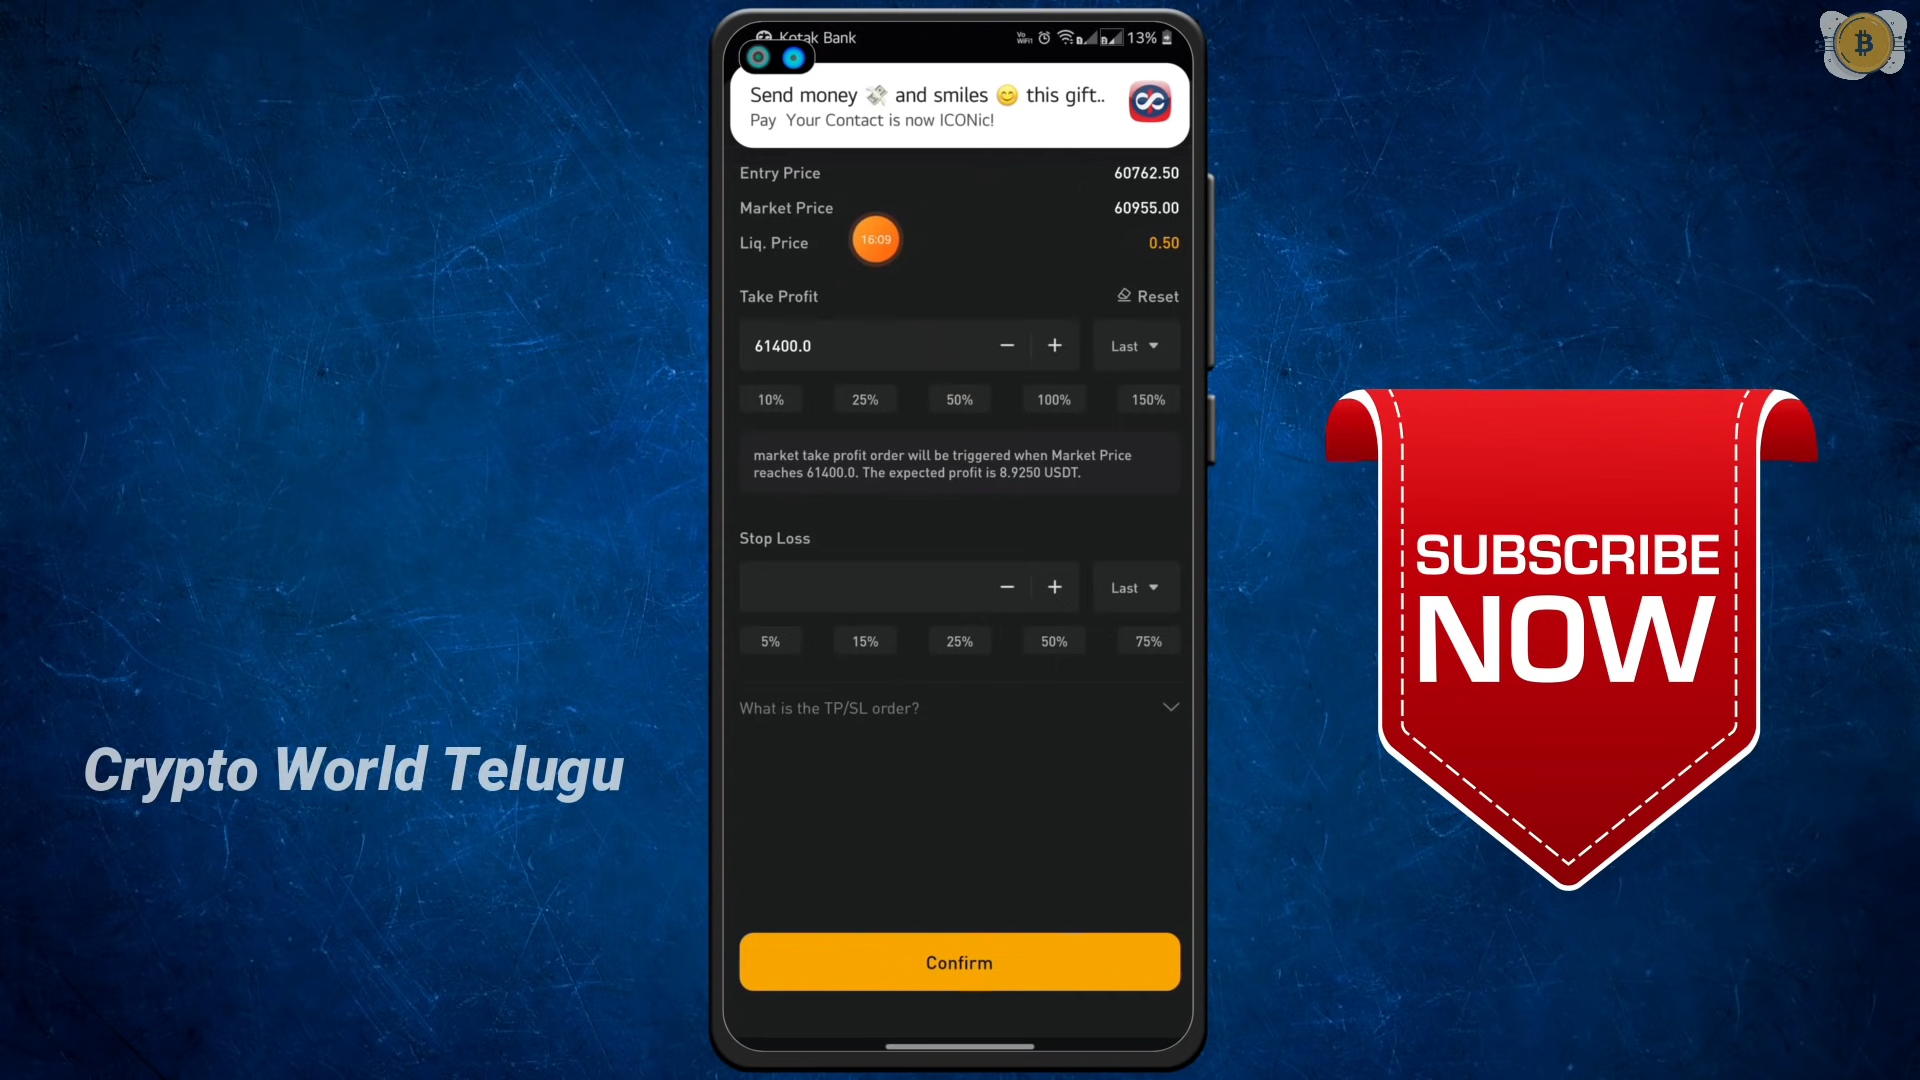 Kotak Bank
Vo WiFi1 13%
Send money 💸 and smiles 😊 this gift..
Pay Your Contact is now ICONic!
Entry Price 60762.50
Market Price 60955.00
16:09
Liq. Price 0.50
Take Profit Reset
61400.0 − + Last
10% 25% 50% 100% 150%
market take profit order will be triggered when Market Price
reaches 61400.0. The expected profit is 8.9250 USDT.
Stop Loss
− + Last
5% 15% 25% 50% 75%
What is the TP/SL order?
Confirm
Crypto World Telugu
SUBSCRIBE
NOW